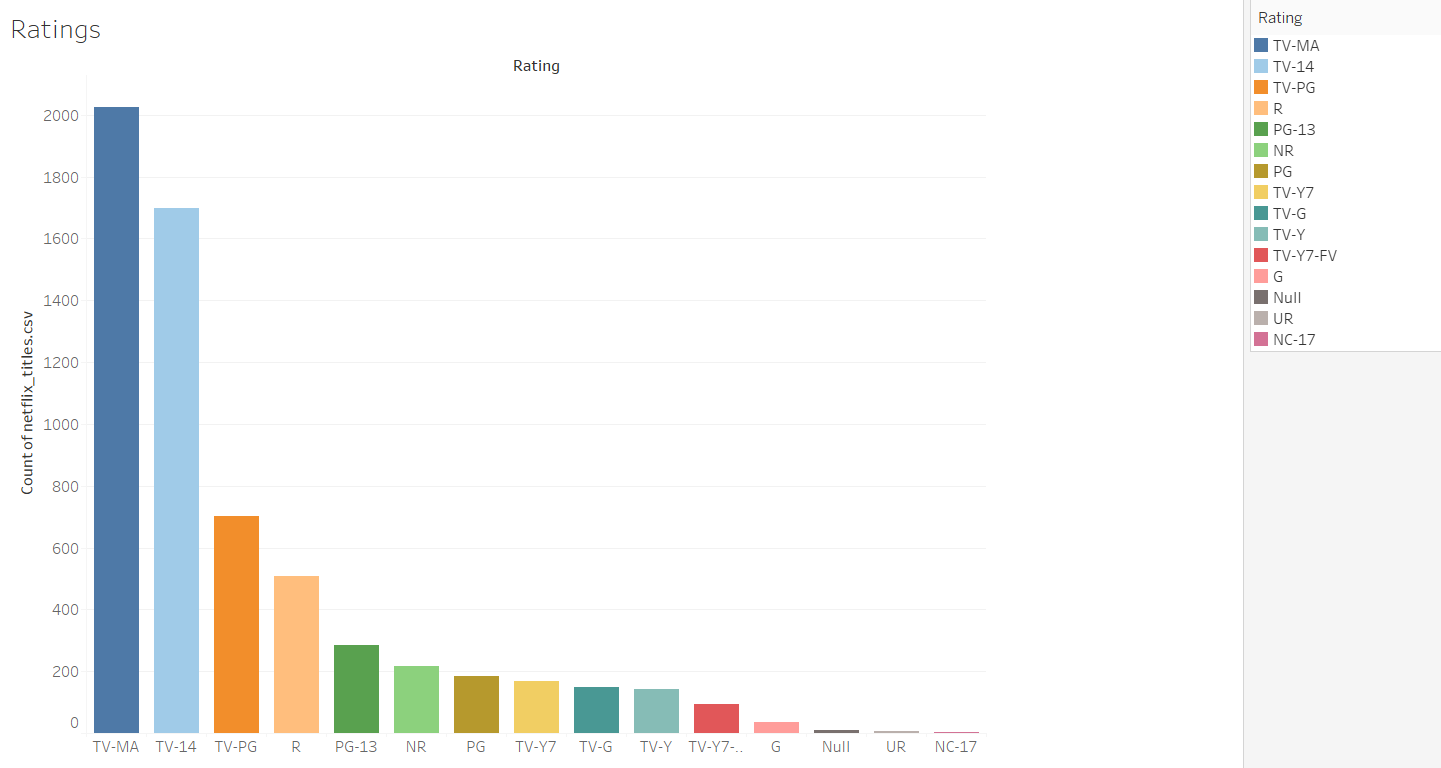 Ratings
Rating
Count of netflix_titles.csv
2000
1800
1600
1400
1200
1000
800
600
400
200
0
TV-MA TV-14 TV-PG R PG-13 NR PG TV-Y7 TV-G TV-Y TV-Y7-.. G Null UR NC-17
Rating
TV-MA
TV-14
TV-PG
R
PG-13
NR
PG
TV-Y7
TV-G
TV-Y
TV-Y7-FV
G
Null
UR
NC-17